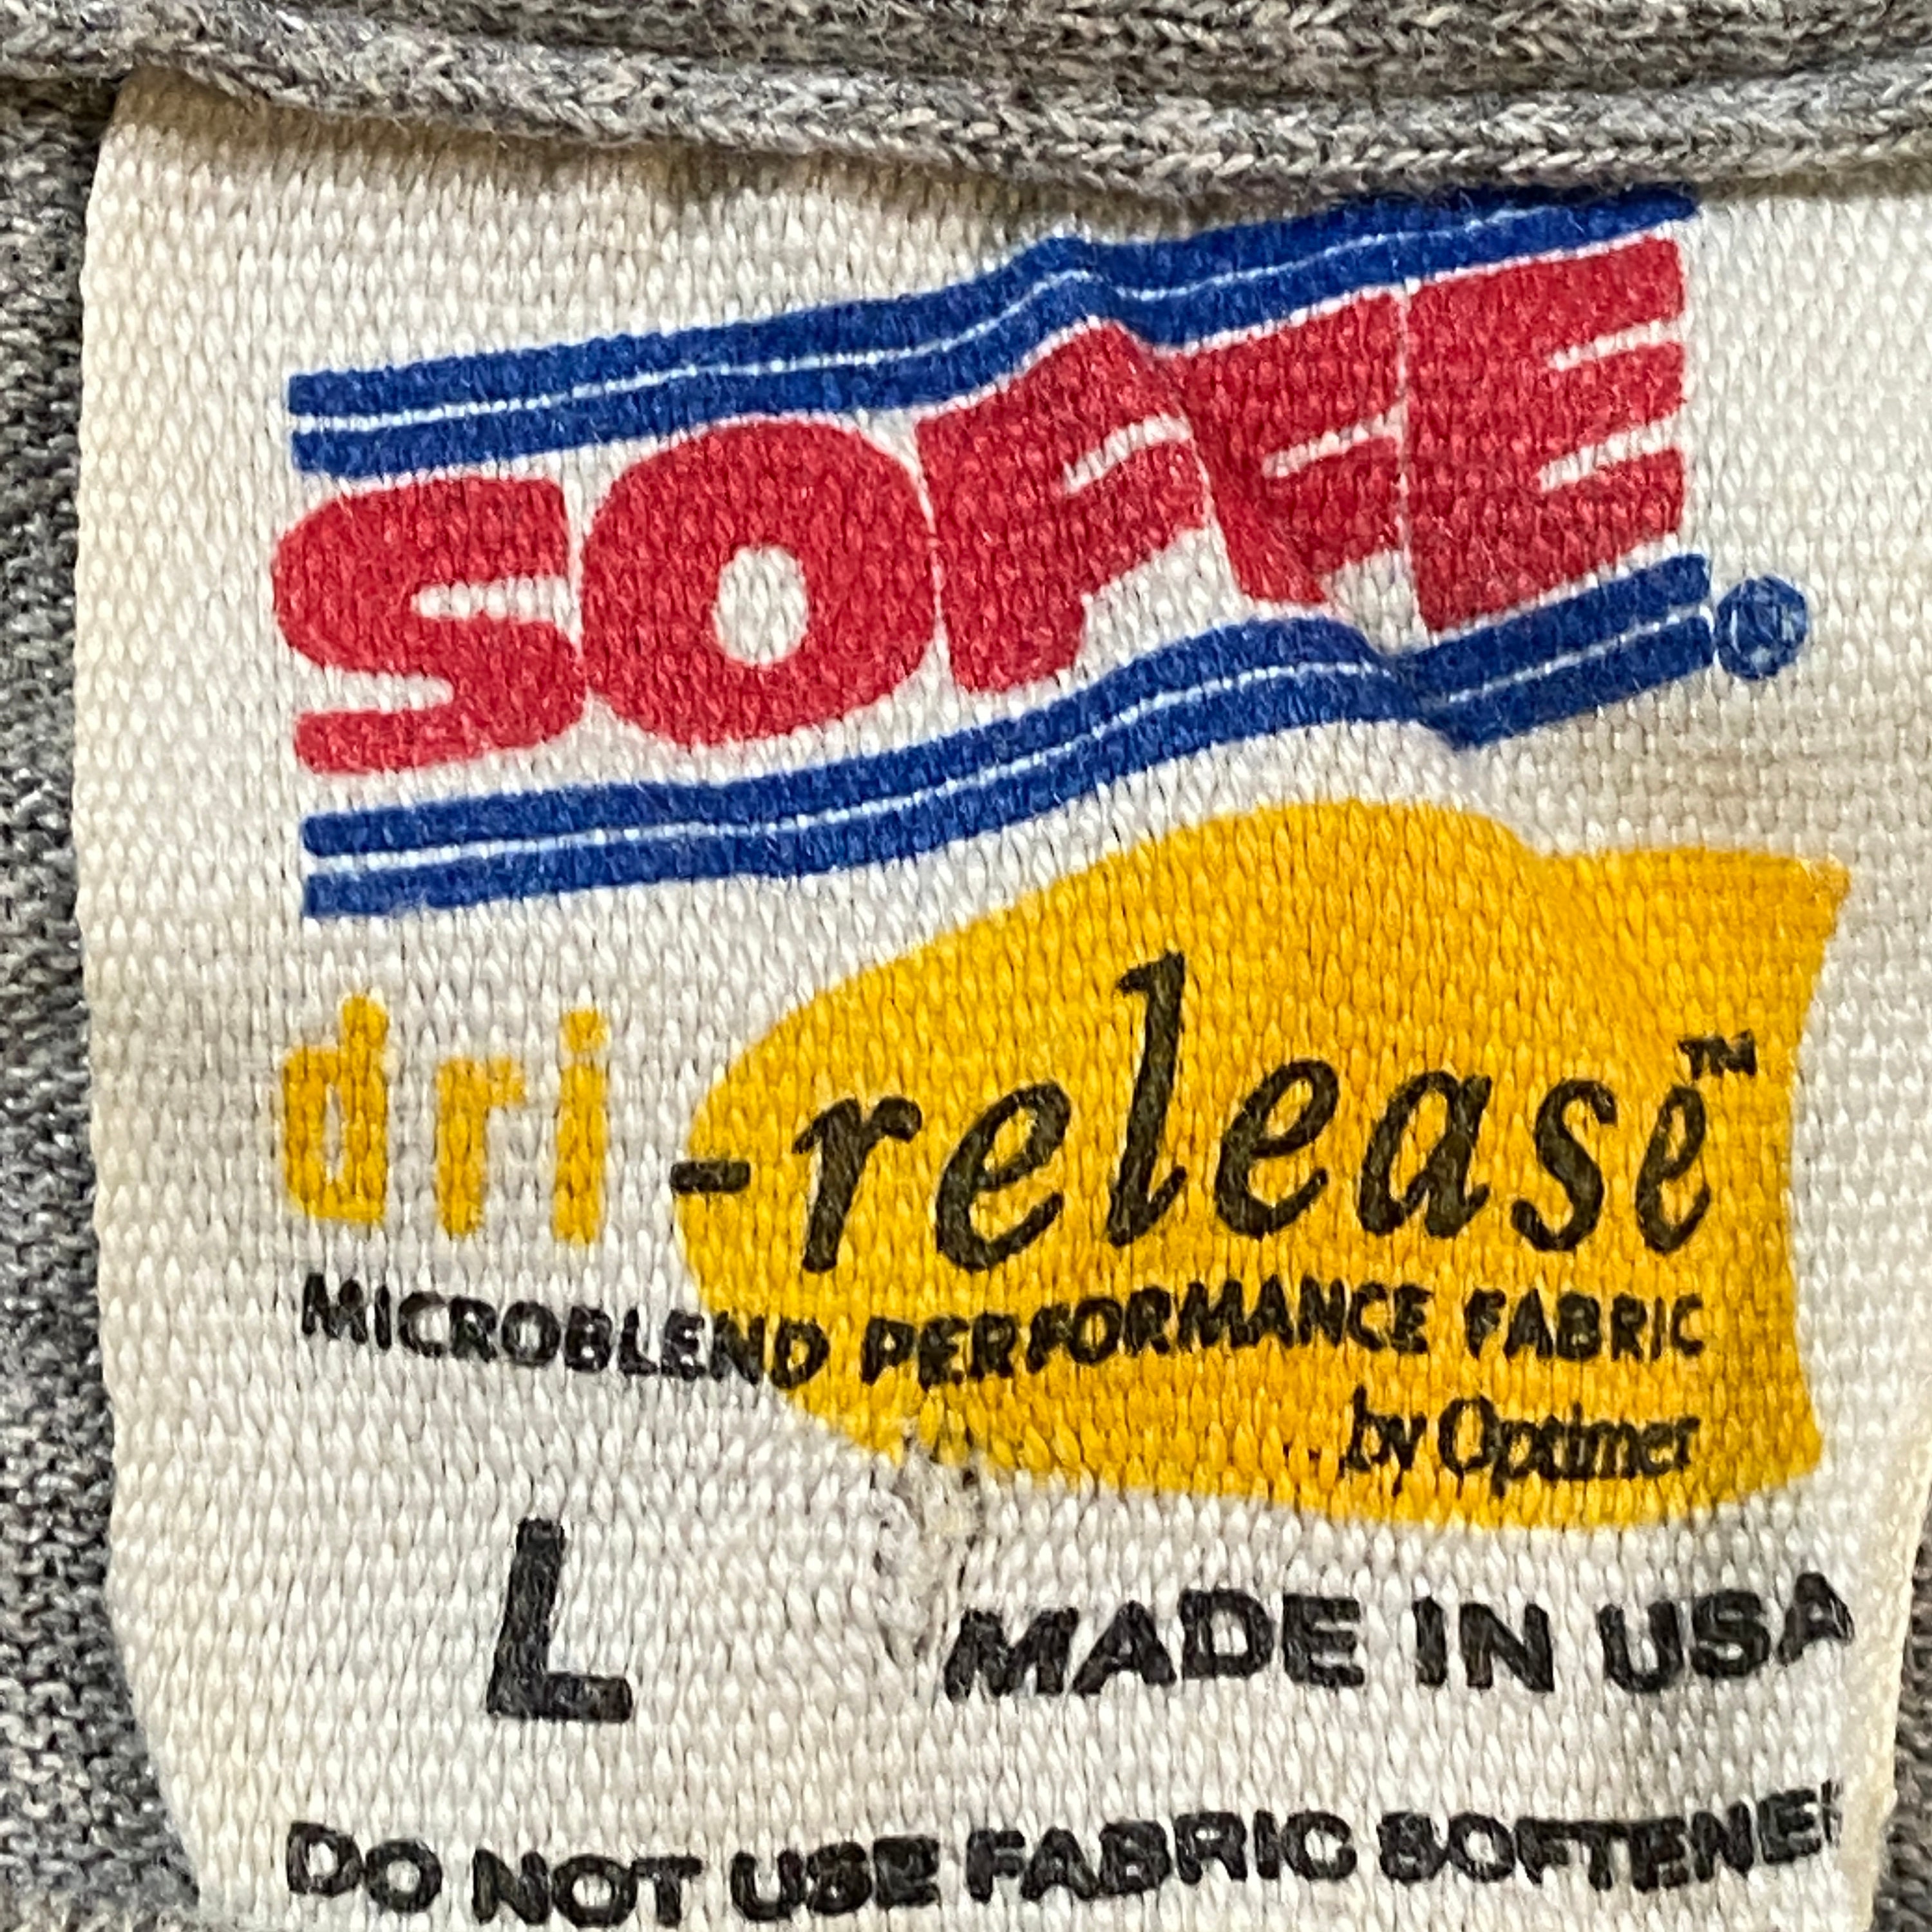 SOFFE®
dri-release™
MICROBLEND PERFORMANCE FABRIC
by Optimer
L MADE IN USA
DO NOT USE FABRIC SOFTENER